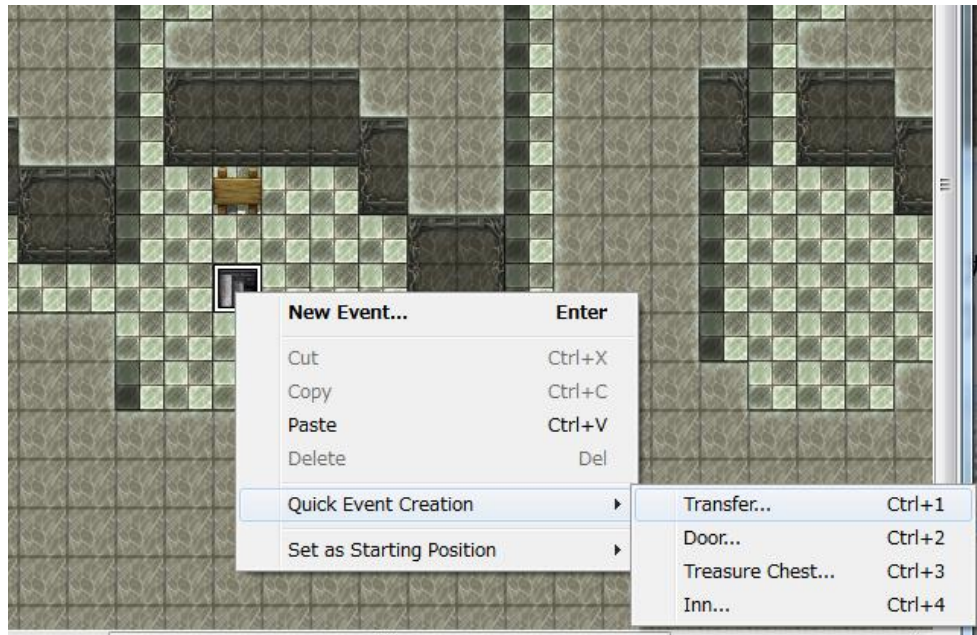 New Event... Enter
Cut Ctrl+X
Copy Ctrl+C
Paste Ctrl+V
Delete Del
Quick Event Creation
Set as Starting Position
Transfer... Ctrl+1
Door... Ctrl+2
Treasure Chest... Ctrl+3
Inn... Ctrl+4